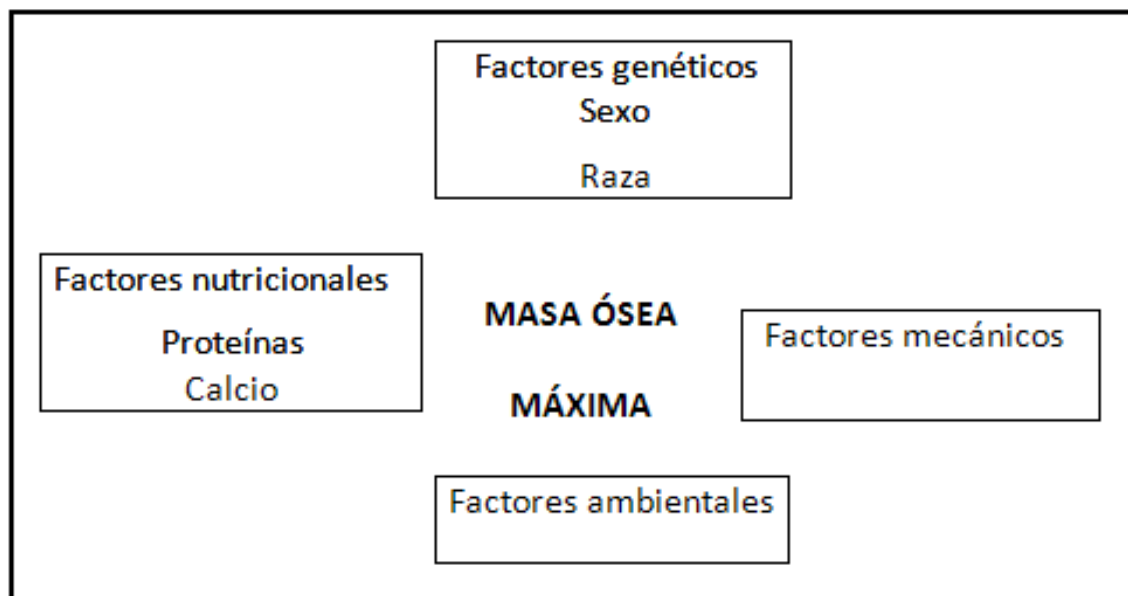 Factores genéticos
Sexo
Raza
Factores nutricionales
Proteínas
Calcio
MASA ÓSEA
MÁXIMA
Factores mecánicos
Factores ambientales